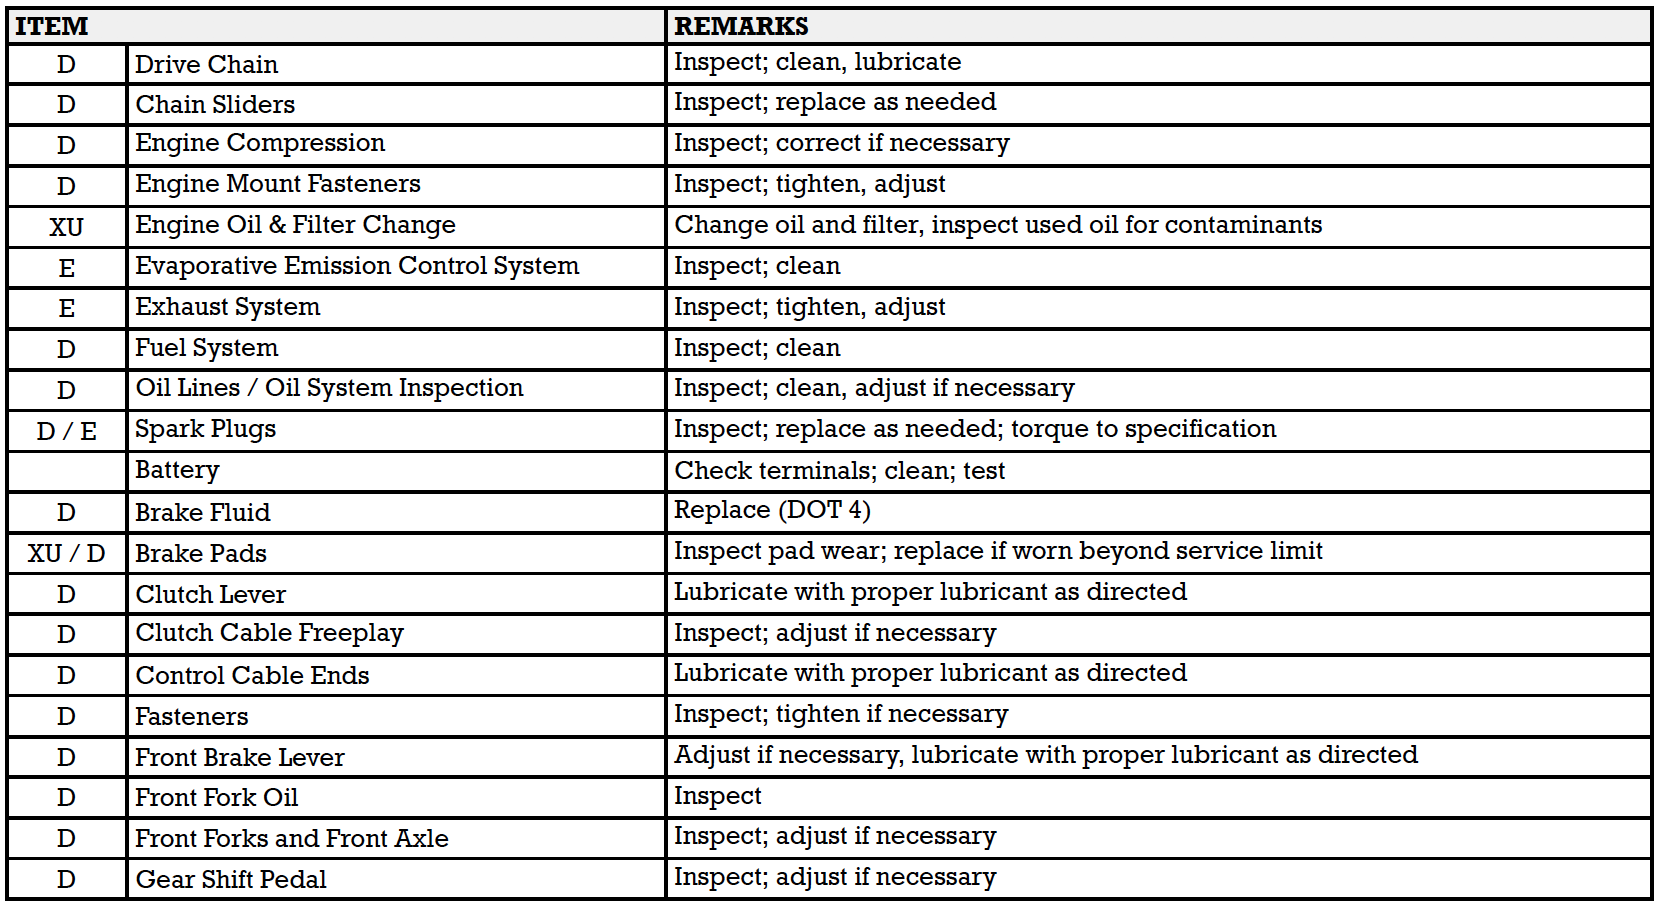 ITEM REMARKS
D Drive Chain Inspect; clean, lubricate
D Chain Sliders Inspect; replace as needed
D Engine Compression Inspect; correct if necessary
D Engine Mount Fasteners Inspect; tighten, adjust
XU Engine Oil & Filter Change Change oil and filter, inspect used oil for contaminants
E Evaporative Emission Control System Inspect; clean
E Exhaust System Inspect; tighten, adjust
D Fuel System Inspect; clean
D Oil Lines / Oil System Inspection Inspect; clean, adjust if necessary
D / E Spark Plugs Inspect; replace as needed; torque to specification
Battery Check terminals; clean; test
D Brake Fluid Replace (DOT 4)
XU / D Brake Pads Inspect pad wear; replace if worn beyond service limit
D Clutch Lever Lubricate with proper lubricant as directed
D Clutch Cable Freeplay Inspect; adjust if necessary
D Control Cable Ends Lubricate with proper lubricant as directed
D Fasteners Inspect; tighten if necessary
D Front Brake Lever Adjust if necessary, lubricate with proper lubricant as directed
D Front Fork Oil Inspect
D Front Forks and Front Axle Inspect; adjust if necessary
D Gear Shift Pedal Inspect; adjust if necessary